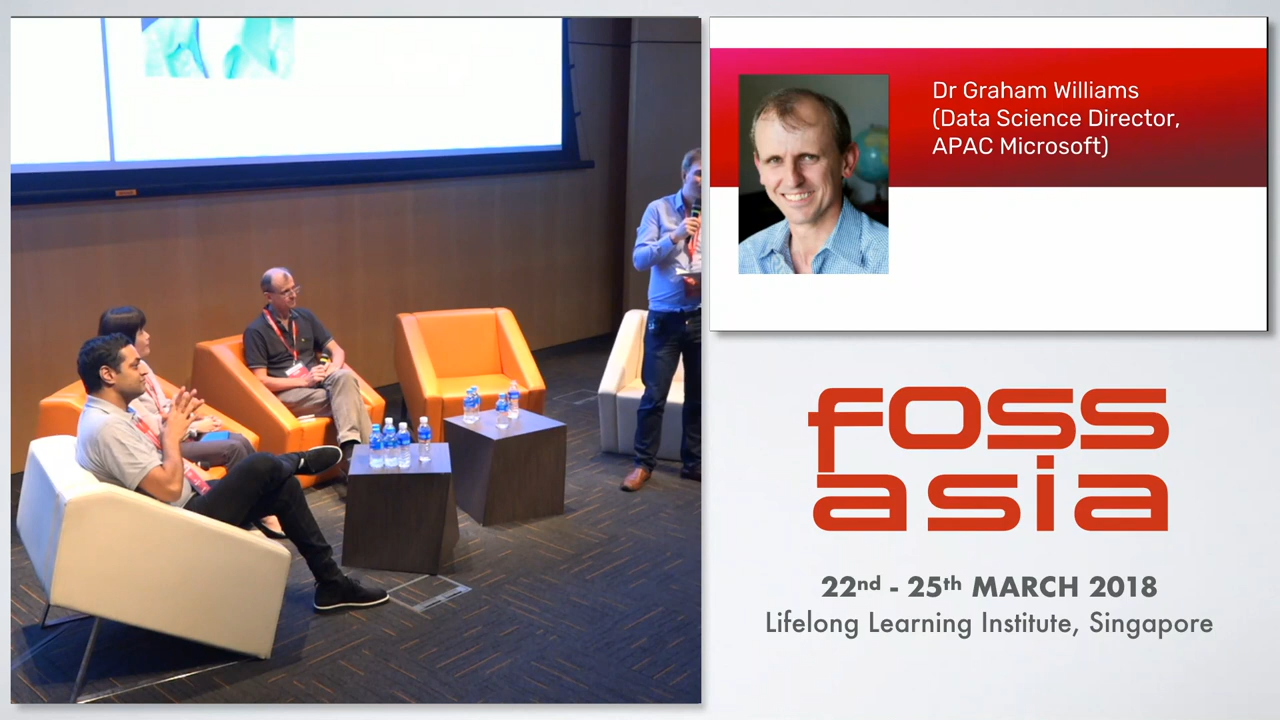 Dr Graham Williams
(Data Science Director,
APAC Microsoft)
foss
asia
22nd - 25th MARCH 2018
Lifelong Learning Institute, Singapore